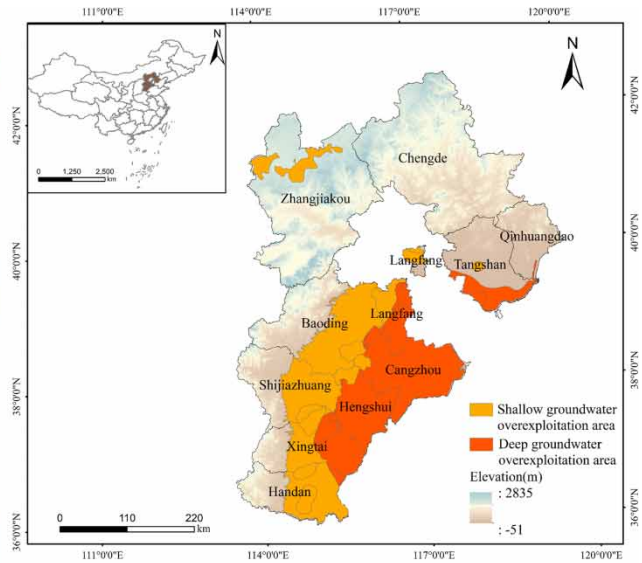 111°0'0"E 114°0'0"E 117°0'0"E 120°0'0"E
N
N
42°0'0"N
42°0'0"N
0 1,250 2,500
km
Chengde
Zhangjiakou
Qinhuangdao
40°0'0"N
40°0'0"N
Langfang
Tangshan
Baoding
Langfang
Cangzhou
38°0'0"N
38°0'0"N
Shijiazhuang
Hengshui
Shallow groundwater
overexploitation area
Xingtai
Deep groundwater
overexploitation area
Elevation(m)
: 2835
Handan
: -51
36°0'0"N
36°0'0"N
0 110 220
km
111°0'0"E 114°0'0"E 117°0'0"E 120°0'0"E